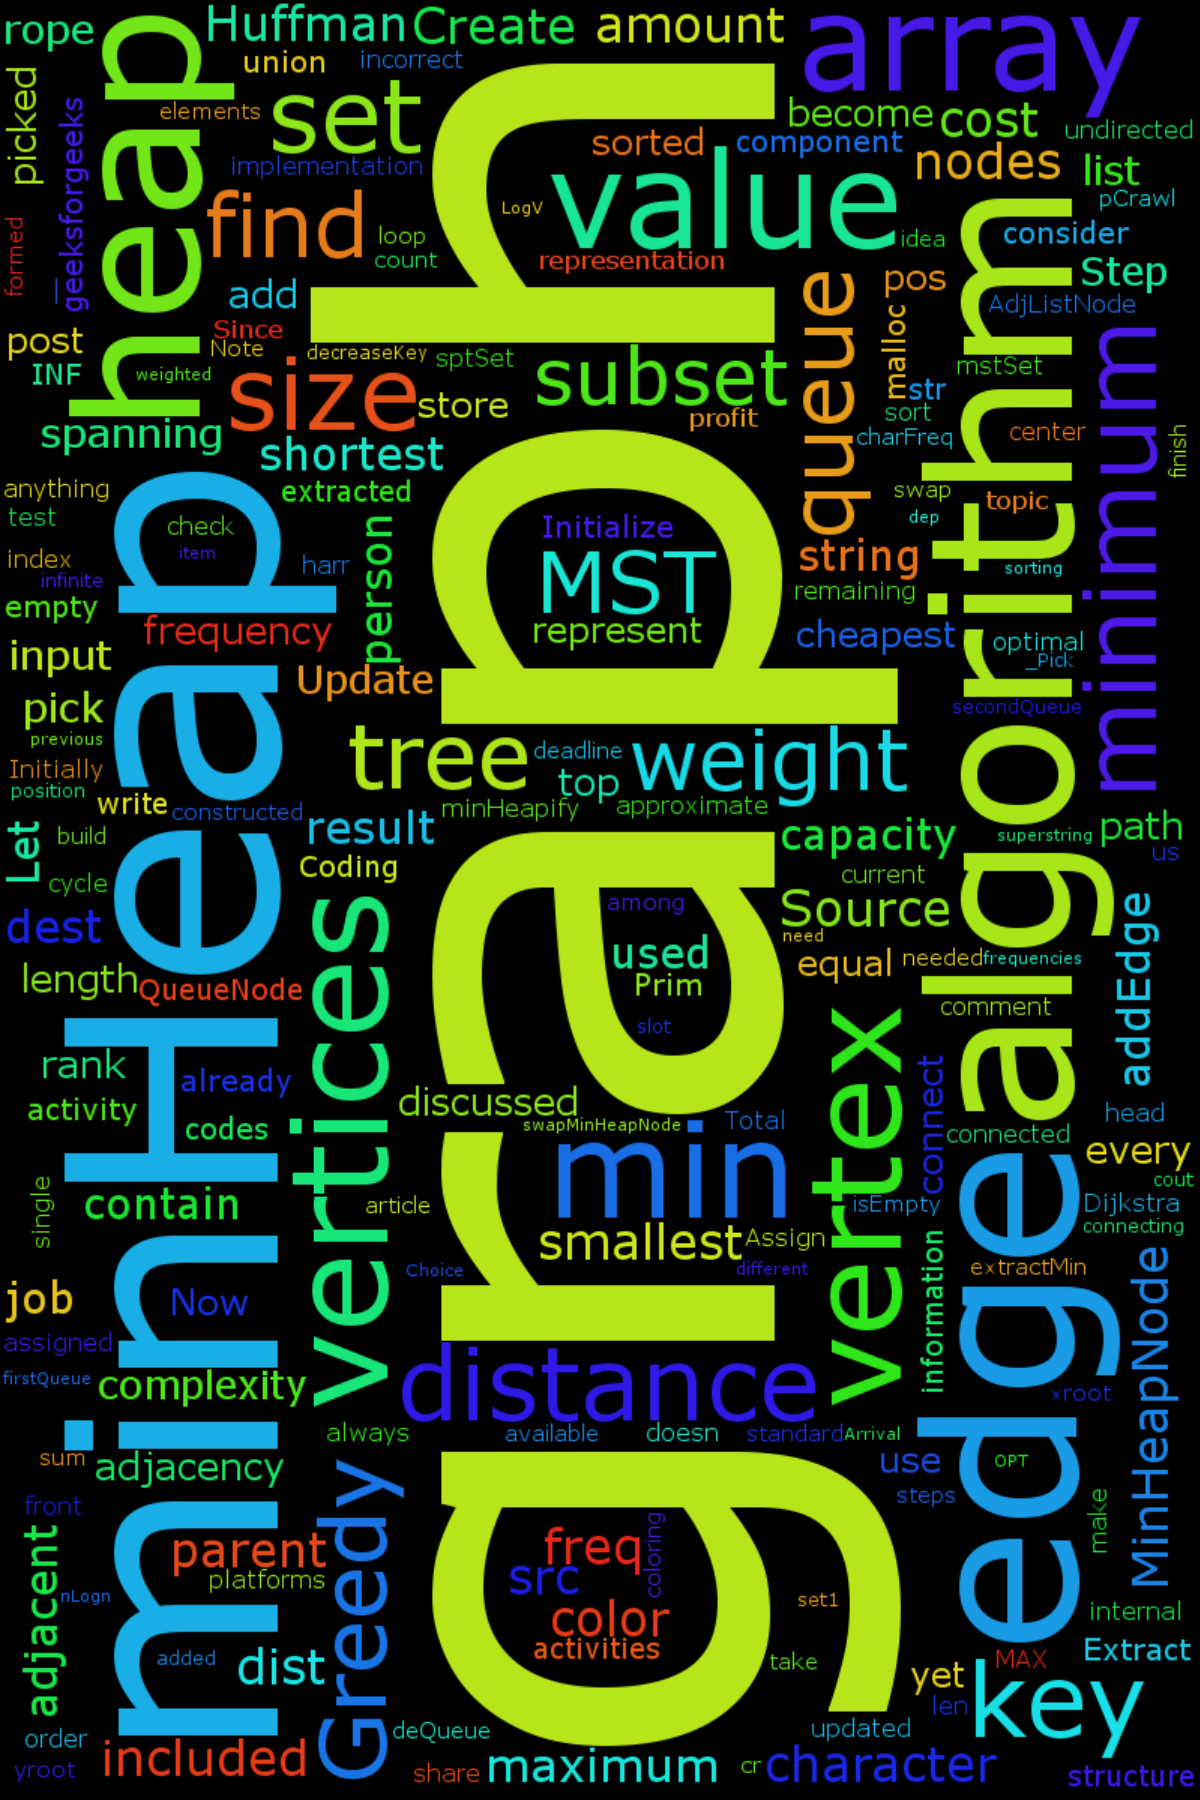 rope
heap
Huffman
Create
amount
array
union
incorrect
picked
_geeksforgeeks
elements
set
graph
become
cost
undirected
sorted
component
nodes
list
implementation
value
pCrawl
formed
find
LogV
loop
count
representation
idea
algorithm
consider
Step
add
queue
pos
AdjListNode
Since
Note
post
INF
weighted
decreaseKey
sptSet
subset
malloc
mstSet
minimum
size
store
profit
str
sort
charFreq
center
finish
spanning
shortest
extracted
anything
test
minHeap
check
item
harr
person
Initialize
MST
represent
swap
dep
topic
string
sorting
index
infinite
empty
frequency
remaining
cheapest
optimal
_Pick
input
Update
pick
previous
secondQueue
tree
deadline
top
weight
Initially
position
write
constructed
minHeapify
approximate
Let
build
result
capacity
superstring
path
us
cycle
Coding
current
dest
vertices
among
Source
addEdge
used
need
Prim
equal
needed
frequencies
length
QueueNode
slot
comment
rank
already
vertex
connect
activity
codes
discussed
swapMinHeapNode
Total
head
connected
min
every
single
contain
article
isEmpty
edge
cout
Dijkstra
connecting
smallest
Assign
information
Choice
different
extractMin
MinHeapNode
job
Now
assigned
firstQueue
complexity
distance
xroot
always
available
doesn
standard
Arrival
sum
adjacency
Greedy
use
OPT
steps
front
make
adjacent
parent
platforms
nLogn
freq
coloring
src
color
activities
set1
internal
added
dist
take
MAX
Extract
yet
len
key
order
deQueue
updated
yroot
included
share
maximum
cr
character
structure